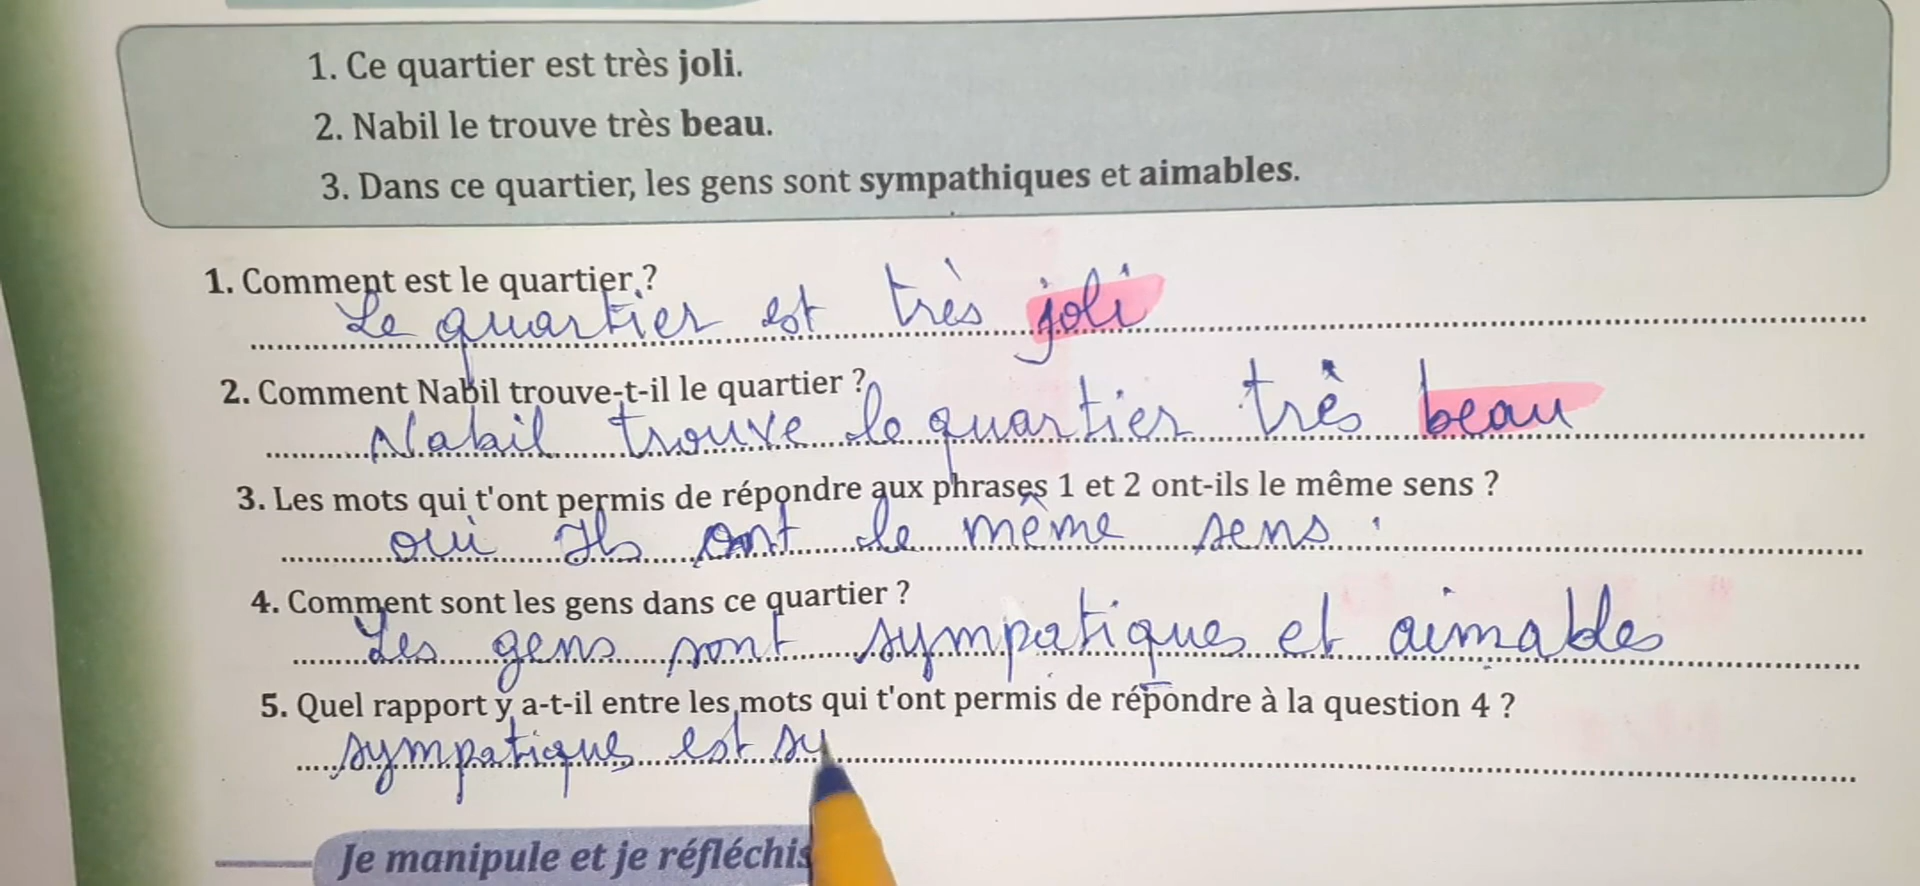 1. Ce quartier est très joli.
2. Nabil le trouve très beau.
3. Dans ce quartier, les gens sont sympathiques et aimables.
1. Comment est le quartier ?
Le quartier est très joli
2. Comment Nabil trouve-t-il le quartier ?
Nabil trouve le quartier três beau
3. Les mots qui t'ont permis de répondre aux phrases 1 et 2 ont-ils le même sens ?
oui Ils ont le même sens.
4. Comment sont les gens dans ce quartier ?
Les gens sont sympatiques et aimables
5. Quel rapport y a-t-il entre les mots qui t'ont permis de répondre à la question 4 ?
sympatiques est sy
Je manipule et je réfléchis